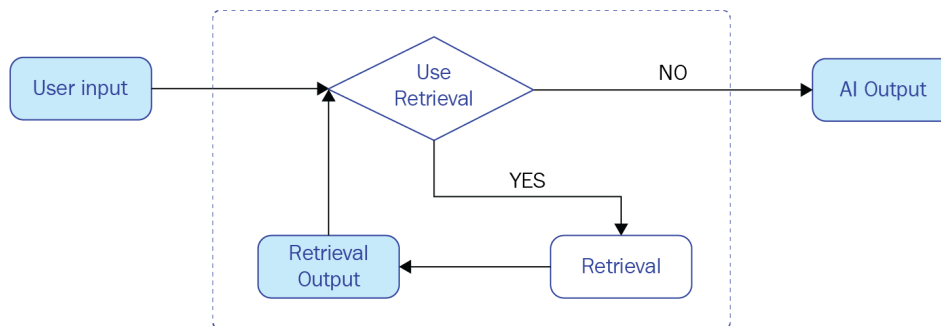 User input
Use
Retrieval
NO
AI Output
YES
Retrieval
Output
Retrieval